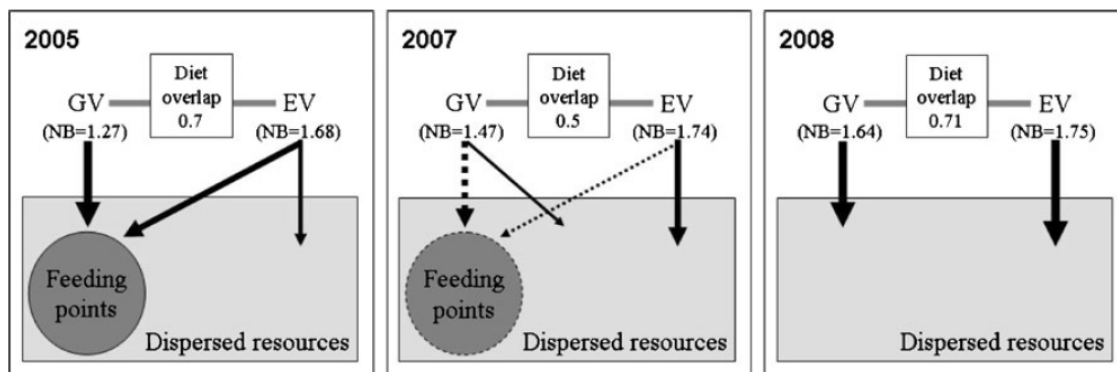 2005
Diet
overlap
0.7
GV
EV
(NB=1.27)
(NB=1.68)
Feeding
points
Dispersed resources
2007
Diet
overlap
0.5
GV
EV
(NB=1.47)
(NB=1.74)
Feeding
points
Dispersed resources
2008
Diet
overlap
0.71
GV
EV
(NB=1.64)
(NB=1.75)
Dispersed resources